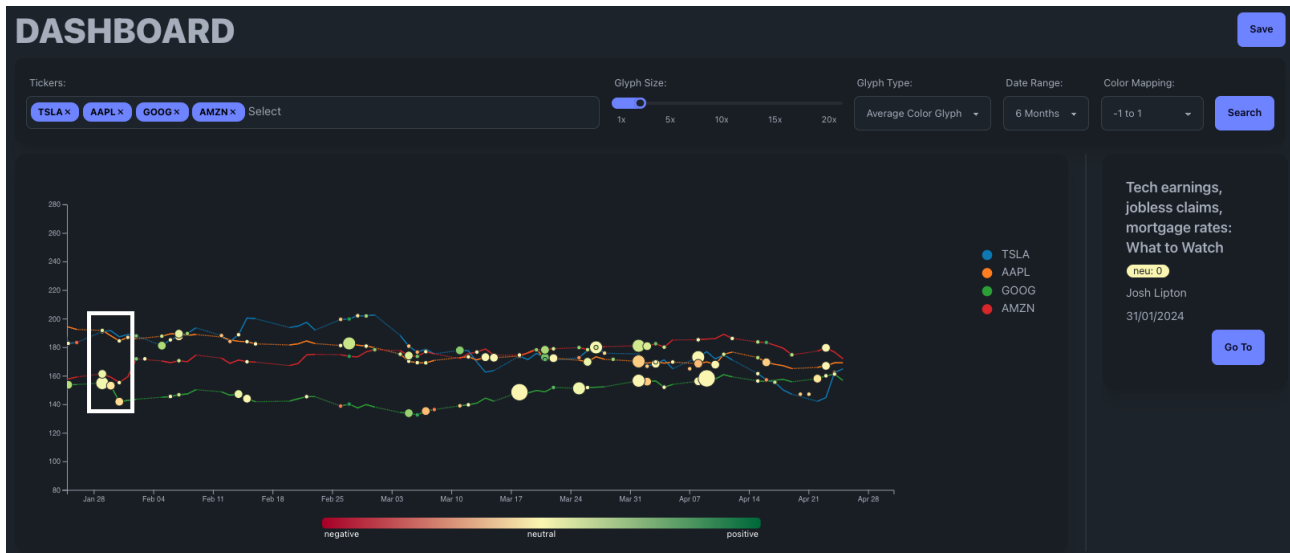 DASHBOARD
Save
Tickers:
TSLA × AAPL × GOOG × AMZN × Select
Glyph Size:
1x 5x 10x 15x 20x
Glyph Type:
Average Color Glyph
Date Range:
6 Months
Color Mapping:
-1 to 1
Search
280
260
240
220
200
180
160
140
120
100
80
Jan 28 Feb 04 Feb 11 Feb 18 Feb 25 Mar 03 Mar 10 Mar 17 Mar 24 Mar 31 Apr 07 Apr 14 Apr 21 Apr 28
TSLA
AAPL
GOOG
AMZN
negative neutral positive
Tech earnings,
jobless claims,
mortgage rates:
What to Watch
neu: 0
Josh Lipton
31/01/2024
Go To